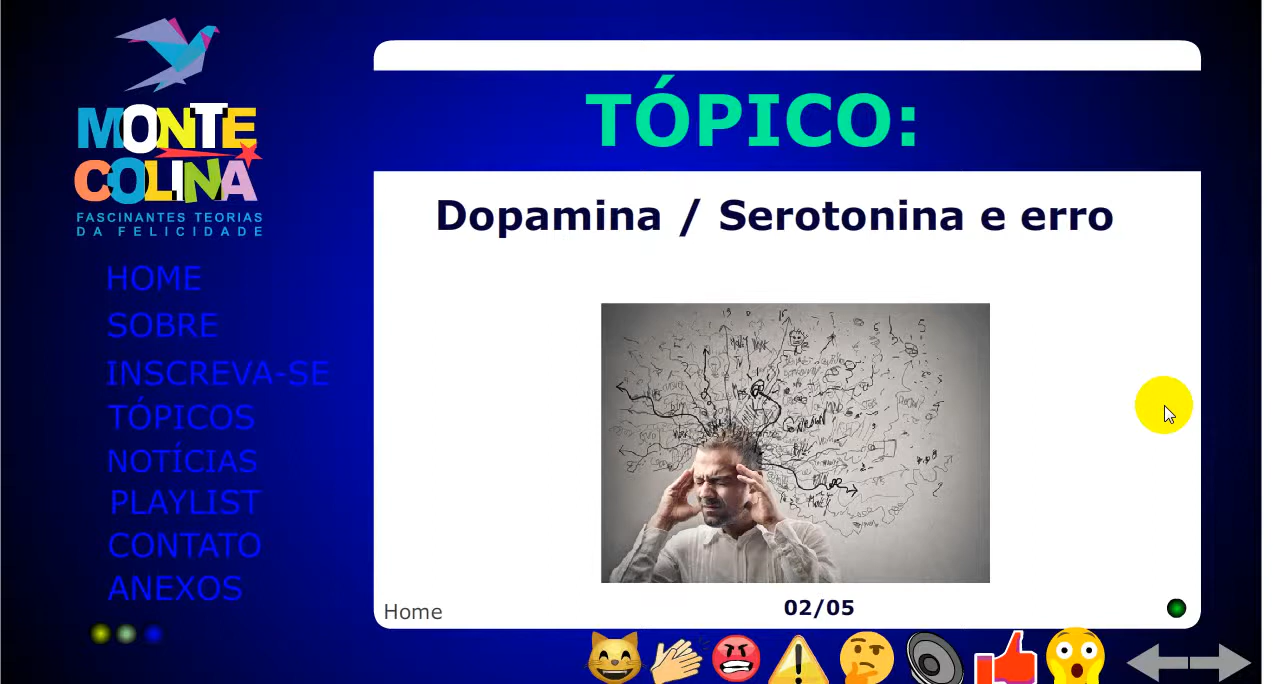 MONTE
COLINA
FASCINANTES TEORIAS
DA FELICIDADE
HOME
SOBRE
INSCREVA-SE
TÓPICOS
NOTÍCIAS
PLAYLIST
CONTATO
ANEXOS
TÓPICO:
Dopamina / Serotonina e erro
Home
02/05